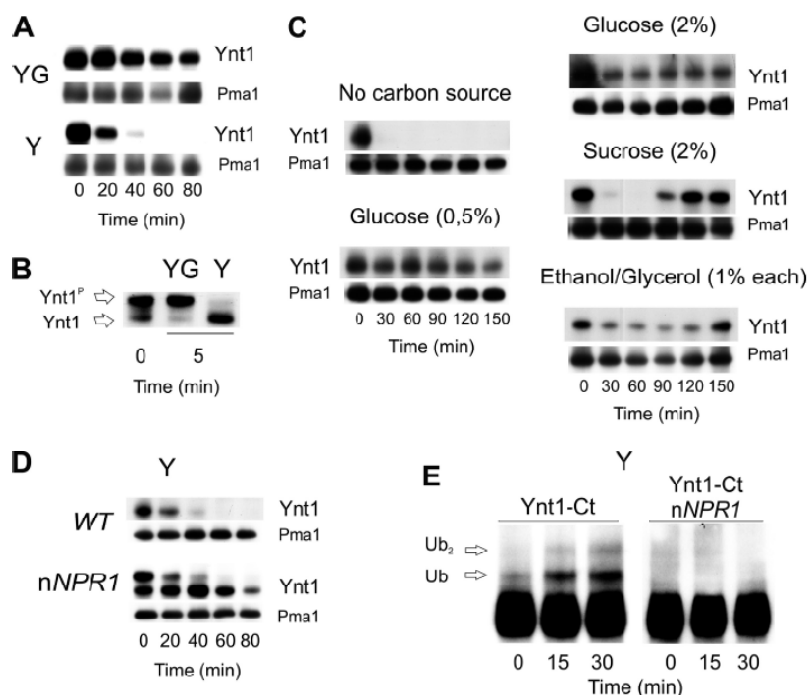 A
YG
Ynt1
Pma1
Y
Ynt1
Pma1
0 20 40 60 80
Time (min)
B
YG Y
Ynt1ᴾ
Ynt1
0 5
Time (min)
C
No carbon source
Ynt1
Pma1
Glucose (0,5%)
Ynt1
Pma1
0 30 60 90 120 150
Time (min)
Glucose (2%)
Ynt1
Pma1
Sucrose (2%)
Ynt1
Pma1
Ethanol/Glycerol (1% each)
Ynt1
Pma1
0 30 60 90 120 150
Time (min)
D
Y
WT
Ynt1
Pma1
nNPR1
Ynt1
Pma1
0 20 40 60 80
Time (min)
E
Y
Ynt1-Ct
Ynt1-Ct
nNPR1
Ub₂
Ub
0 15 30 0 15 30
Time (min)